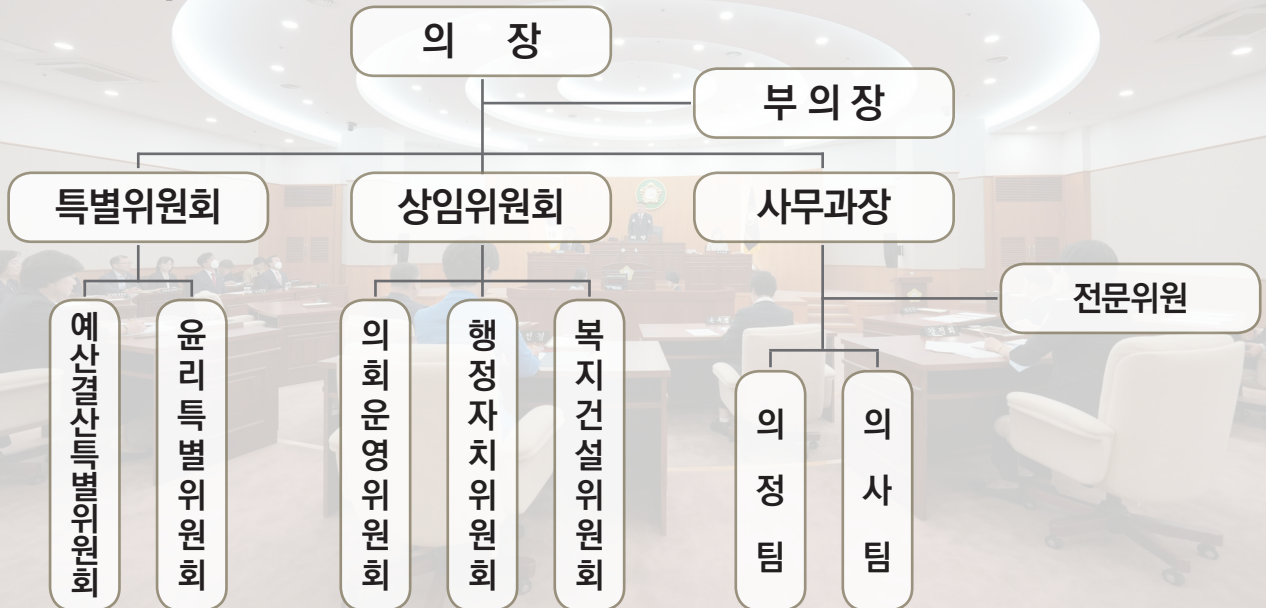 의 장
부 의 장
특별위원회
상임위원회
사무과장
전문위원
예산결산특별위원회
윤리특별위원회
의회운영위원회
행정자치위원회
복지건설위원회
의정팀
의사팀